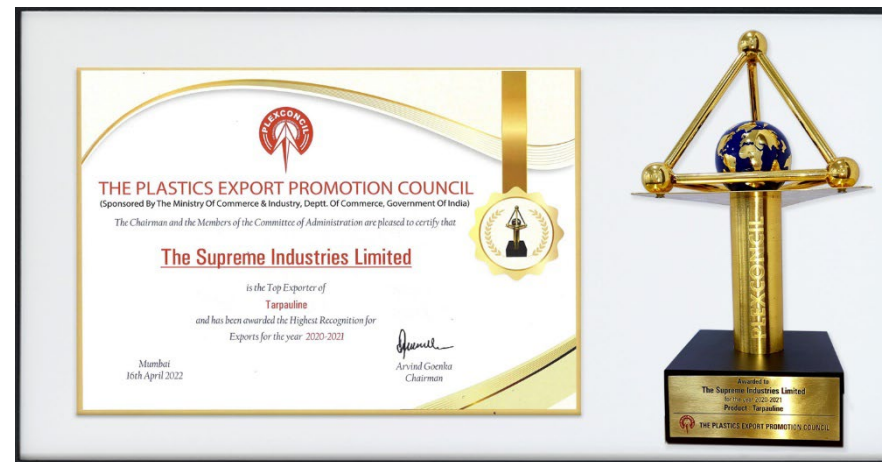 PLEXCONCIL
THE PLASTICS EXPORT PROMOTION COUNCIL
(Sponsored By The Ministry Of Commerce & Industry, Deptt. Of Commerce, Government Of India)
The Chairman and the Members of the Committee of Administration are pleased to certify that
The Supreme Industries Limited
is the Top Exporter of
Tarpauline
and has been awarded the Highest Recognition for
Exports for the year 2020-2021
Mumbai
16th April 2022
Arvind Goenka
Chairman
PLEXCONCIL
Awarded to
The Supreme Industries Limited
for the year 2020-2021
Product : Tarpauline
THE PLASTICS EXPORT PROMOTION COUNCIL